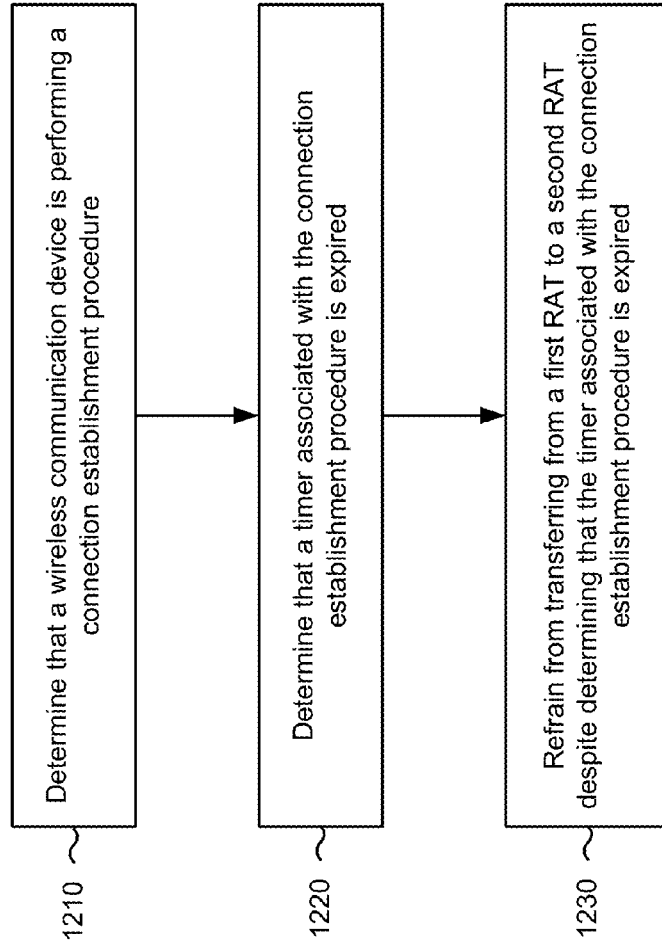 1210
Determine that a wireless communication device is performing a
connection establishment procedure
1220
Determine that a timer associated with the connection
establishment procedure is expired
1230
Refrain from transferring from a first RAT to a second RAT
despite determining that the timer associated with the connection
establishment procedure is expired